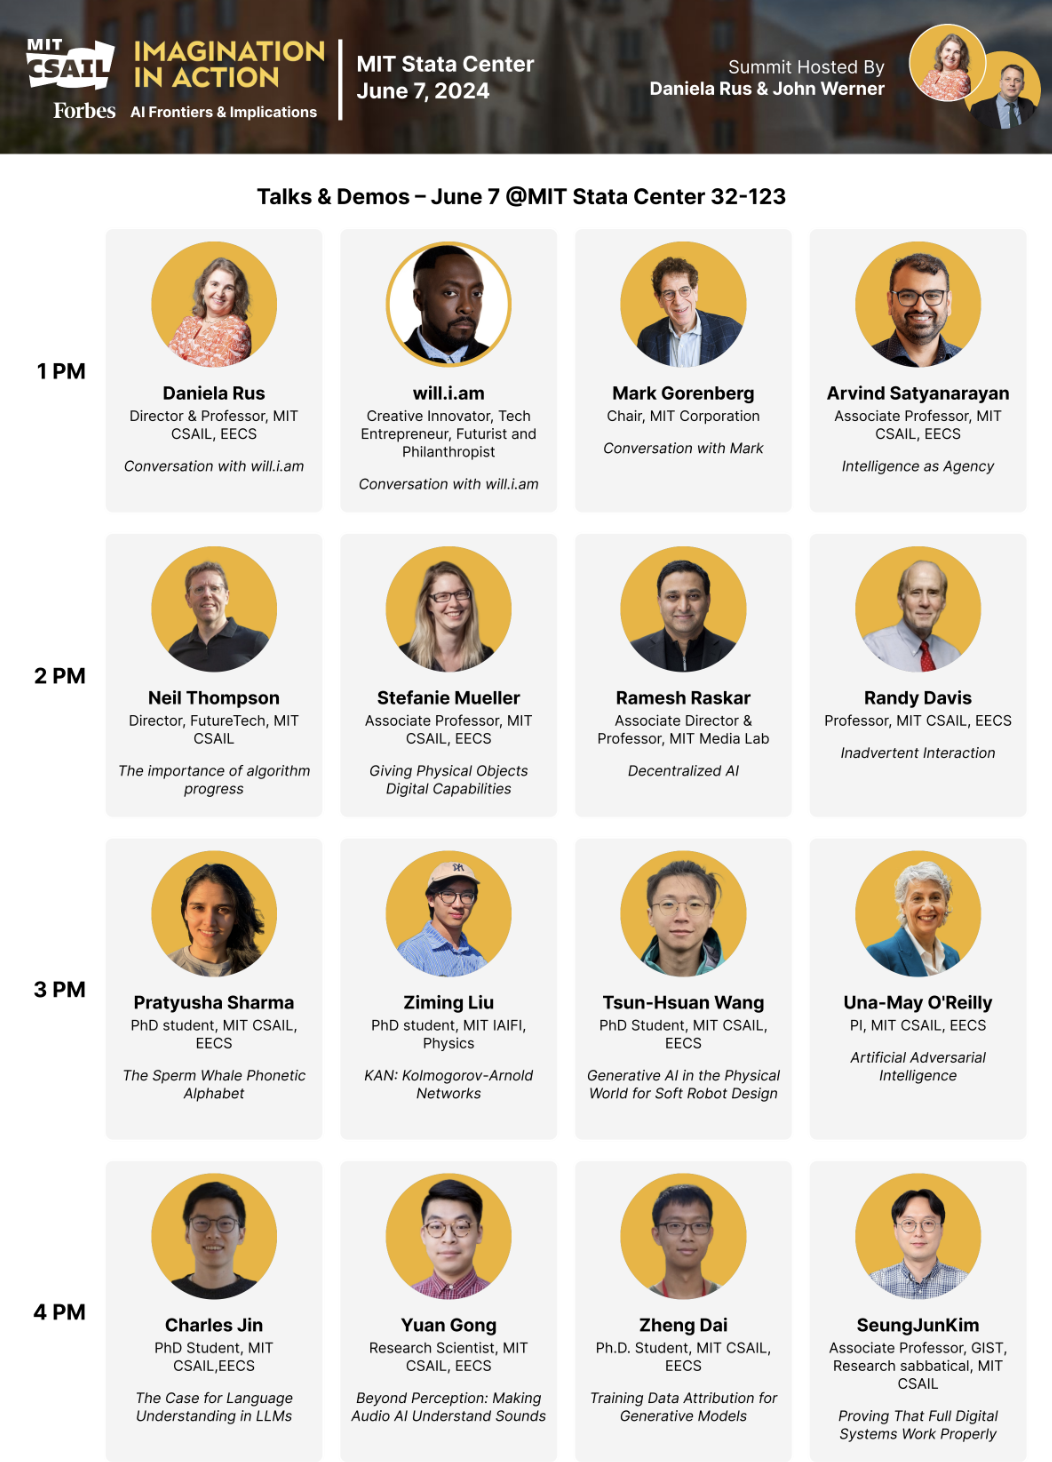 MIT
CSAIL
Forbes
IMAGINATION
IN ACTION
AI Frontiers & Implications
MIT Stata Center
June 7, 2024
Summit Hosted By
Daniela Rus & John Werner
Talks & Demos – June 7 @MIT Stata Center 32-123
1 PM
Daniela Rus
Director & Professor, MIT
CSAIL, EECS
Conversation with will.i.am
will.i.am
Creative Innovator, Tech
Entrepreneur, Futurist and
Philanthropist
Conversation with will.i.am
Mark Gorenberg
Chair, MIT Corporation
Conversation with Mark
Arvind Satyanarayan
Associate Professor, MIT
CSAIL, EECS
Intelligence as Agency
2 PM
Neil Thompson
Director, FutureTech, MIT
CSAIL
The importance of algorithm
progress
Stefanie Mueller
Associate Professor, MIT
CSAIL, EECS
Giving Physical Objects
Digital Capabilities
Ramesh Raskar
Associate Director &
Professor, MIT Media Lab
Decentralized AI
Randy Davis
Professor, MIT CSAIL, EECS
Inadvertent Interaction
3 PM
Pratyusha Sharma
PhD student, MIT CSAIL,
EECS
The Sperm Whale Phonetic
Alphabet
Ziming Liu
PhD student, MIT IAIFI,
Physics
KAN: Kolmogorov-Arnold
Networks
Tsun-Hsuan Wang
PhD Student, MIT CSAIL,
EECS
Generative AI in the Physical
World for Soft Robot Design
Una-May O'Reilly
PI, MIT CSAIL, EECS
Artificial Adversarial
Intelligence
4 PM
Charles Jin
PhD Student, MIT
CSAIL,EECS
The Case for Language
Understanding in LLMs
Yuan Gong
Research Scientist, MIT
CSAIL, EECS
Beyond Perception: Making
Audio AI Understand Sounds
Zheng Dai
Ph.D. Student, MIT CSAIL,
EECS
Training Data Attribution for
Generative Models
SeungJunKim
Associate Professor, GIST,
Research sabbatical, MIT
CSAIL
Proving That Full Digital
Systems Work Properly